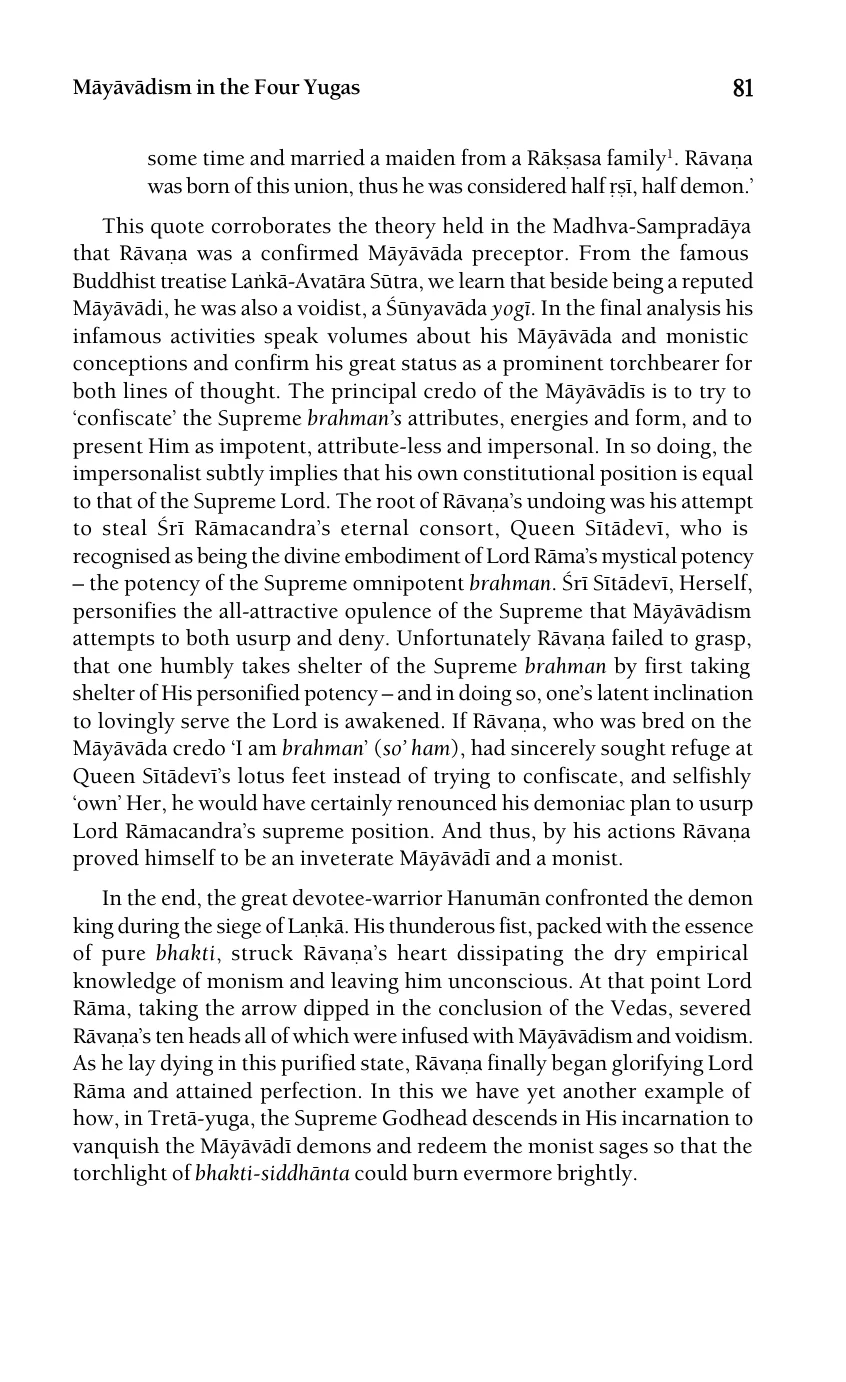 Māyāvādism in the Four Yugas 81
some time and married a maiden from a Rākṣasa family¹. Rāvaṇa
was born of this union, thus he was considered half ṛṣī, half demon.’
This quote corroborates the theory held in the Madhva-Sampradāya
that Rāvaṇa was a confirmed Māyāvāda preceptor. From the famous
Buddhist treatise Laṅkā-Avatāra Sūtra, we learn that beside being a reputed
Māyāvādi, he was also a voidist, a Śūnyavāda yogī. In the final analysis his
infamous activities speak volumes about his Māyāvāda and monistic
conceptions and confirm his great status as a prominent torchbearer for
both lines of thought. The principal credo of the Māyāvādīs is to try to
‘confiscate’ the Supreme brahman’s attributes, energies and form, and to
present Him as impotent, attribute-less and impersonal. In so doing, the
impersonalist subtly implies that his own constitutional position is equal
to that of the Supreme Lord. The root of Rāvaṇa’s undoing was his attempt
to steal Śrī Rāmacandra’s eternal consort, Queen Sītādevī, who is
recognised as being the divine embodiment of Lord Rāma’s mystical potency
– the potency of the Supreme omnipotent brahman. Śrī Sītādevī, Herself,
personifies the all-attractive opulence of the Supreme that Māyāvādism
attempts to both usurp and deny. Unfortunately Rāvaṇa failed to grasp,
that one humbly takes shelter of the Supreme brahman by first taking
shelter of His personified potency – and in doing so, one’s latent inclination
to lovingly serve the Lord is awakened. If Rāvaṇa, who was bred on the
Māyāvāda credo ‘I am brahman’ (so’ ham), had sincerely sought refuge at
Queen Sītādevī’s lotus feet instead of trying to confiscate, and selfishly
‘own’ Her, he would have certainly renounced his demoniac plan to usurp
Lord Rāmacandra’s supreme position. And thus, by his actions Rāvaṇa
proved himself to be an inveterate Māyāvādī and a monist.
In the end, the great devotee-warrior Hanumān confronted the demon
king during the siege of Laṇkā. His thunderous fist, packed with the essence
of pure bhakti, struck Rāvaṇa’s heart dissipating the dry empirical
knowledge of monism and leaving him unconscious. At that point Lord
Rāma, taking the arrow dipped in the conclusion of the Vedas, severed
Rāvaṇa’s ten heads all of which were infused with Māyāvādism and voidism.
As he lay dying in this purified state, Rāvaṇa finally began glorifying Lord
Rāma and attained perfection. In this we have yet another example of
how, in Tretā-yuga, the Supreme Godhead descends in His incarnation to
vanquish the Māyāvādī demons and redeem the monist sages so that the
torchlight of bhakti-siddhānta could burn evermore brightly.